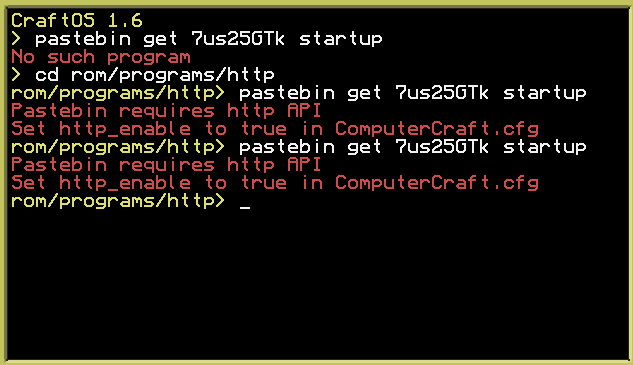 CraftOS 1.6
> pastebin get 7us25GTk startup
No such program
> cd rom/programs/http
rom/programs/http> pastebin get 7us25GTk startup
Pastebin requires http API
Set http_enable to true in ComputerCraft.cfg
rom/programs/http> pastebin get 7us25GTk startup
Pastebin requires http API
Set http_enable to true in ComputerCraft.cfg
rom/programs/http> _